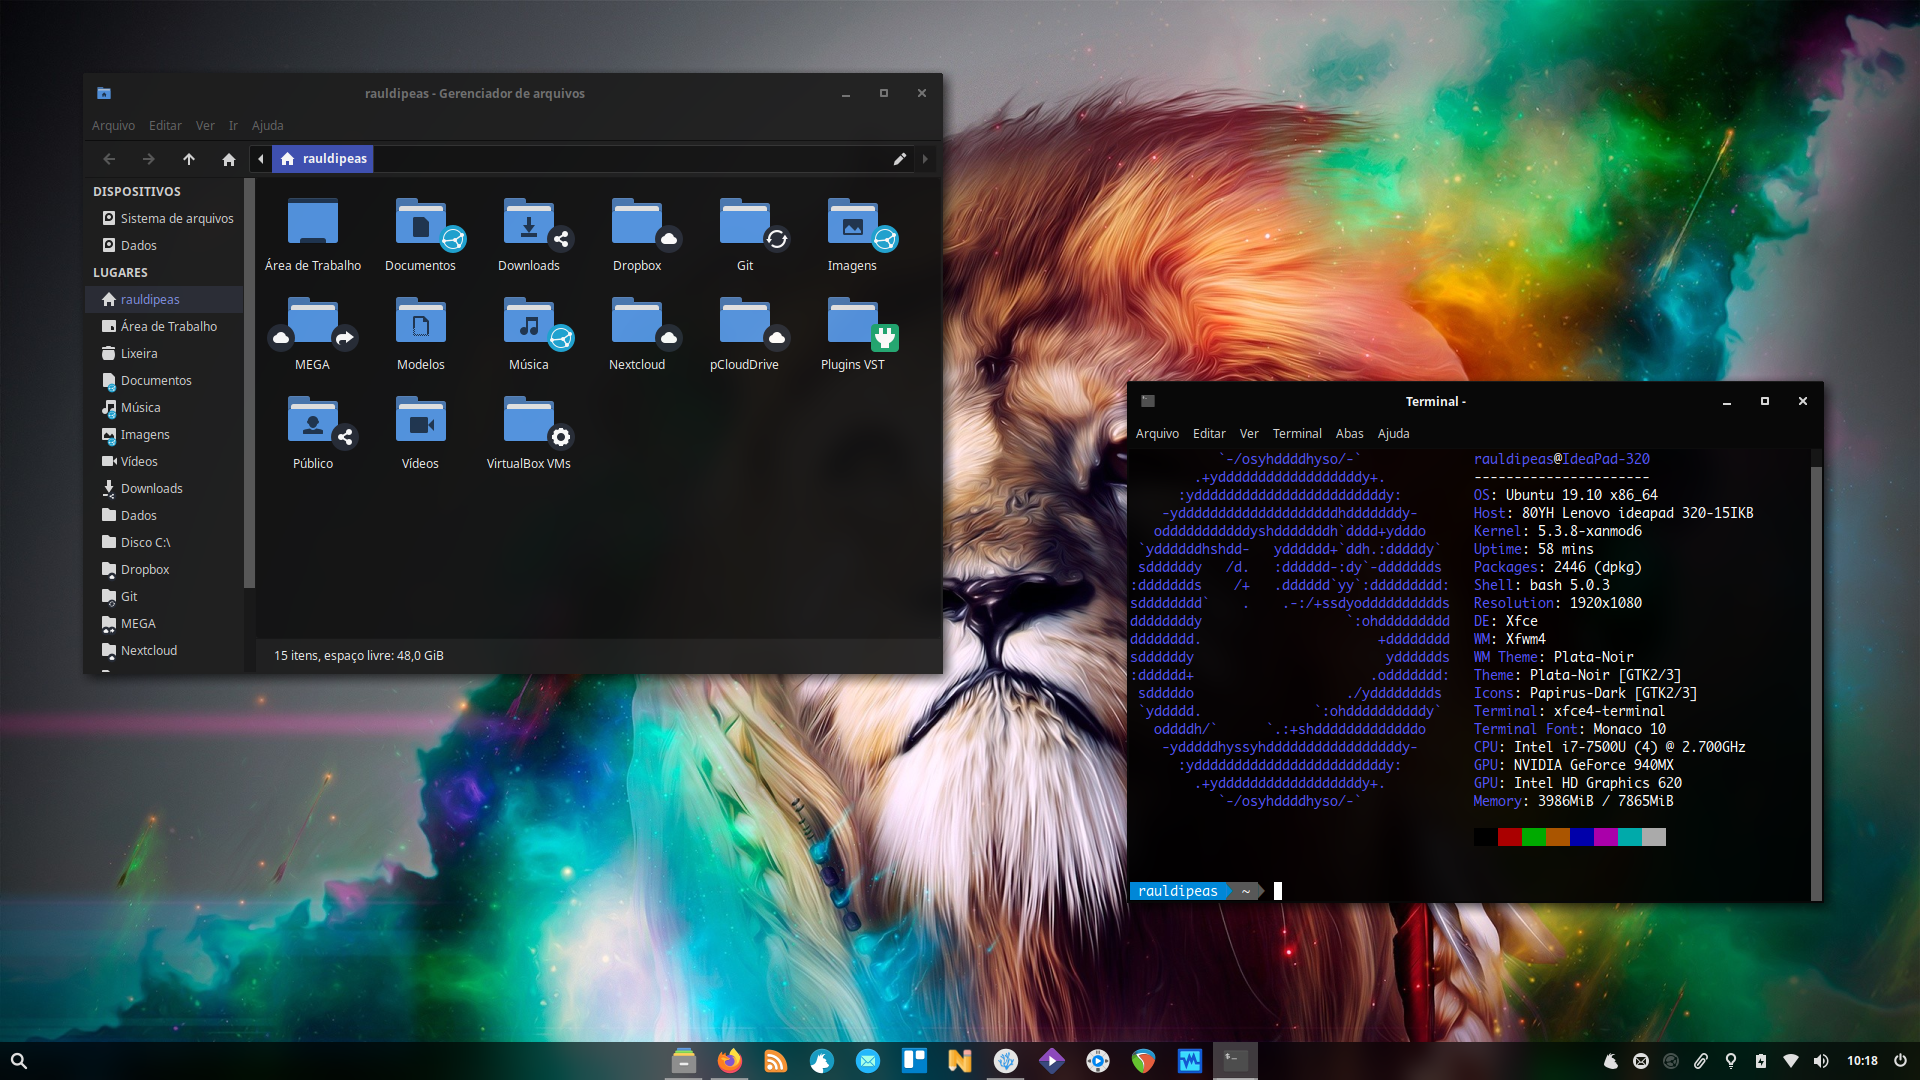 rauldipeas - Gerenciador de arquivos
Arquivo Editar Ver Ir Ajuda
rauldipeas
DISPOSITIVOS
Sistema de arquivos
Dados
LUGARES
rauldipeas
Área de Trabalho
Lixeira
Documentos
Música
Imagens
Vídeos
Downloads
Dados
Disco C:\
Dropbox
Git
MEGA
Nextcloud
Área de Trabalho Documentos Downloads Dropbox Git Imagens
MEGA Modelos Música Nextcloud pCloudDrive Plugins VST
Público Vídeos VirtualBox VMs
15 itens, espaço livre: 48,0 GiB
Terminal -
Arquivo Editar Ver Terminal Abas Ajuda
rauldipeas@IdeaPad-320
----------------------
OS: Ubuntu 19.10 x86_64
Host: 80YH Lenovo ideapad 320-15IKB
Kernel: 5.3.8-xanmod6
Uptime: 58 mins
Packages: 2446 (dpkg)
Shell: bash 5.0.3
Resolution: 1920x1080
DE: Xfce
WM: Xfwm4
WM Theme: Plata-Noir
Theme: Plata-Noir [GTK2/3]
Icons: Papirus-Dark [GTK2/3]
Terminal: xfce4-terminal
Terminal Font: Monaco 10
CPU: Intel i7-7500U (4) @ 2.700GHz
GPU: NVIDIA GeForce 940MX
GPU: Intel HD Graphics 620
Memory: 3986MiB / 7865MiB
rauldipeas ~
10:18